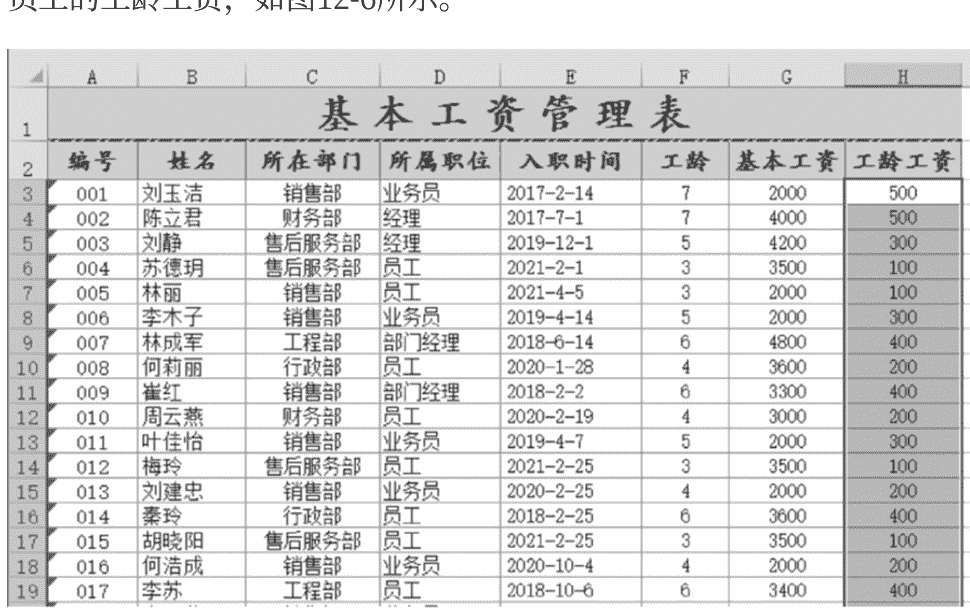 员工的工龄工资，如图12-6所示。
A B C D E F G H
1 基本工资管理表
2 编号 姓名 所在部门 所属职位 入职时间 工龄 基本工资 工龄工资
3 001 刘玉洁 销售部 业务员 2017-2-14 7 2000 500
4 002 陈立君 财务部 经理 2017-7-1 7 4000 500
5 003 刘静 售后服务部 经理 2019-12-1 5 4200 300
6 004 苏德玥 售后服务部 员工 2021-2-1 3 3500 100
7 005 林丽 销售部 员工 2021-4-5 3 2000 100
8 006 李木子 销售部 业务员 2019-4-14 5 2000 300
9 007 林成军 工程部 部门经理 2018-6-14 6 4800 400
10 008 何莉丽 行政部 员工 2020-1-28 4 3600 200
11 009 崔红 销售部 部门经理 2018-2-2 6 3300 400
12 010 周云燕 财务部 员工 2020-2-19 4 3000 200
13 011 叶佳怡 销售部 业务员 2019-4-7 5 2000 300
14 012 梅玲 售后服务部 员工 2021-2-25 3 3500 100
15 013 刘建忠 销售部 业务员 2020-2-25 4 2000 200
16 014 秦玲 行政部 员工 2018-2-25 6 3600 400
17 015 胡晓阳 售后服务部 员工 2021-2-25 3 3500 100
18 016 何浩成 销售部 业务员 2020-10-4 4 2000 200
19 017 李苏 工程部 员工 2018-10-6 6 3400 400